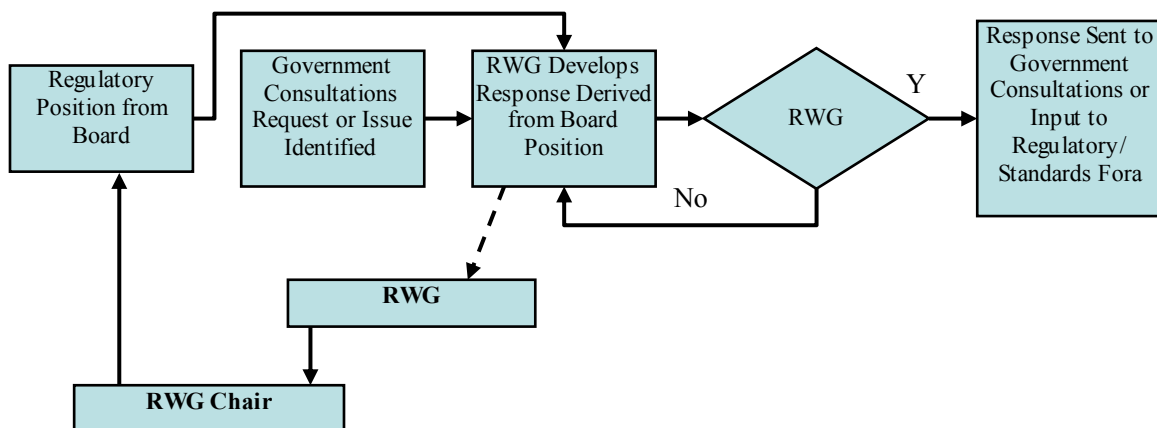 Regulatory
Position from
Board
Government
Consultations
Request or Issue
Identified
RWG Develops
Response Derived
from Board
Position
RWG
Y
No
Response Sent to
Government
Consultations or
Input to
Regulatory/
Standards Fora
RWG
RWG Chair